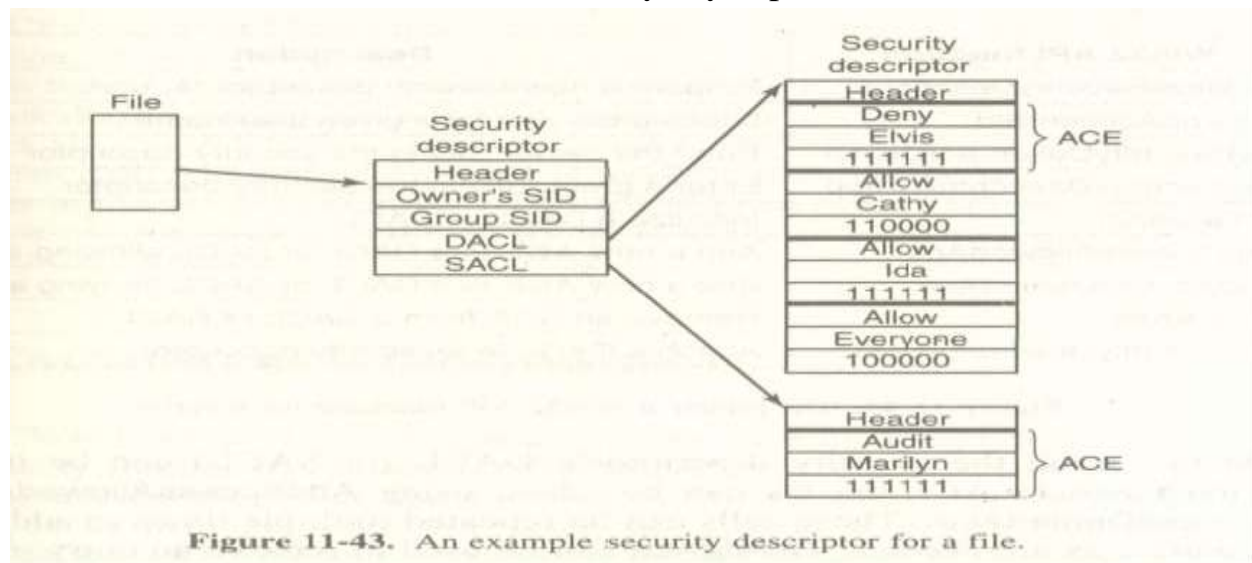 File
Security
descriptor
Header
Owner's SID
Group SID
DACL
SACL
Security
descriptor
Header
Deny
Elvis
111111
ACE
Allow
Cathy
110000
Allow
Ida
111111
Allow
Everyone
100000
Header
Audit
Marilyn
111111
ACE
Figure 11-43. An example security descriptor for a file.